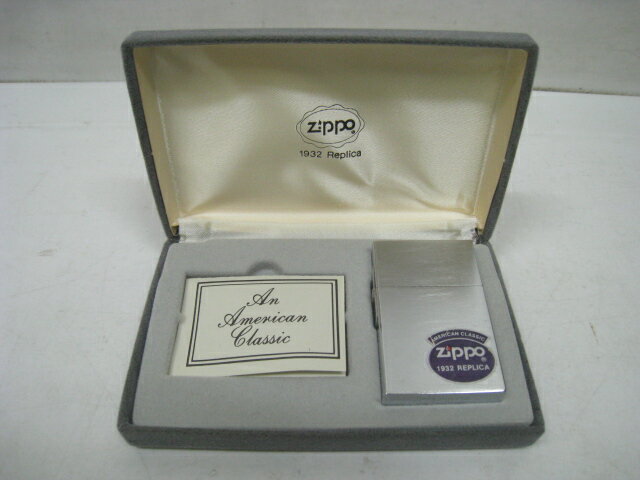 Zippo®
1932 Replica
An
American
Classic
AMERICAN CLASSIC
Zippo®
1932 REPLICA